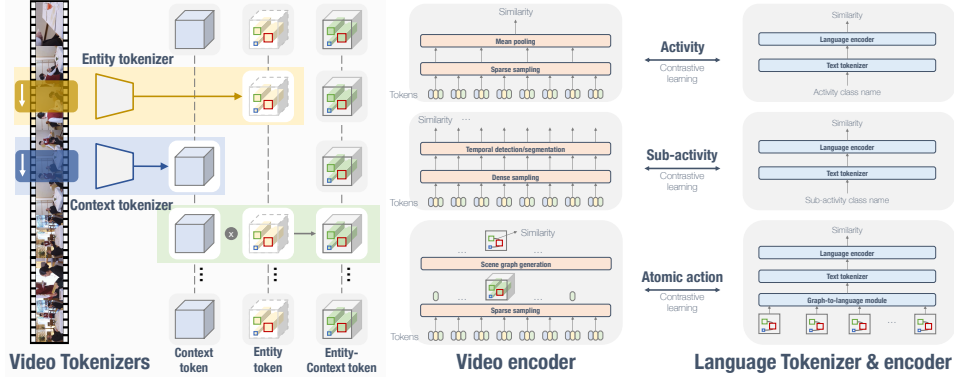 Entity tokenizer
Context tokenizer
x
Video Tokenizers
Context
token
Entity
token
Entity-
Context token
Similarity
Mean pooling
Sparse sampling
Tokens
Similarity ...
Temporal detection/segmentation
Dense sampling
Tokens
Similarity
... ...
Scene graph generation
... ...
Sparse sampling
Tokens
Video encoder
Activity
Contrastive
learning
Sub-activity
Contrastive
learning
Atomic action
Contrastive
learning
Similarity
Language encoder
Text tokenizer
Activity class name
Similarity
Language encoder
Text tokenizer
Sub-activity class name
Similarity
Language encoder
Text tokenizer
Graph-to-language module
...
Language Tokenizer & encoder